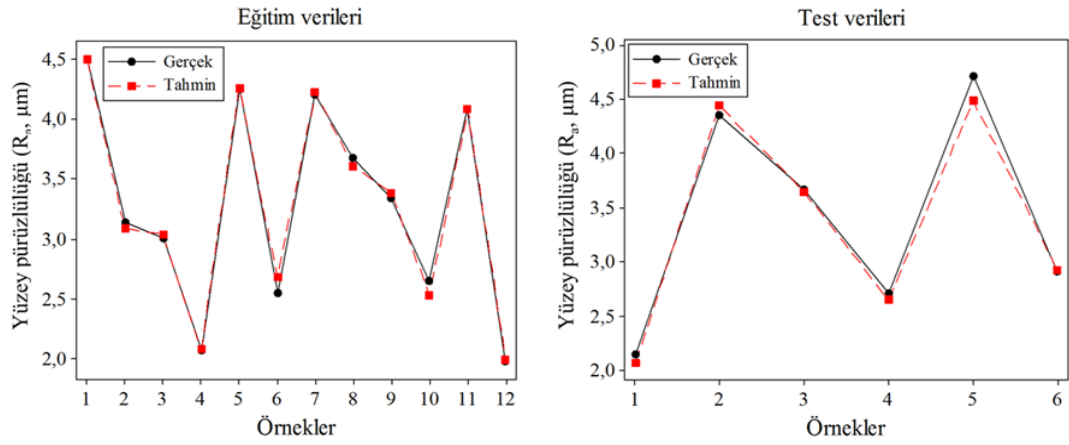 Eğitim verileri
Gerçek
Tahmin
Yüzey pürüzlülüğü (Rₐ, µm)
4,5
4,0
3,5
3,0
2,5
2,0
1 2 3 4 5 6 7 8 9 10 11 12
Örnekler
Test verileri
Gerçek
Tahmin
Yüzey pürüzlülüğü (Rₐ, µm)
5,0
4,5
4,0
3,5
3,0
2,5
2,0
1 2 3 4 5 6
Örnekler